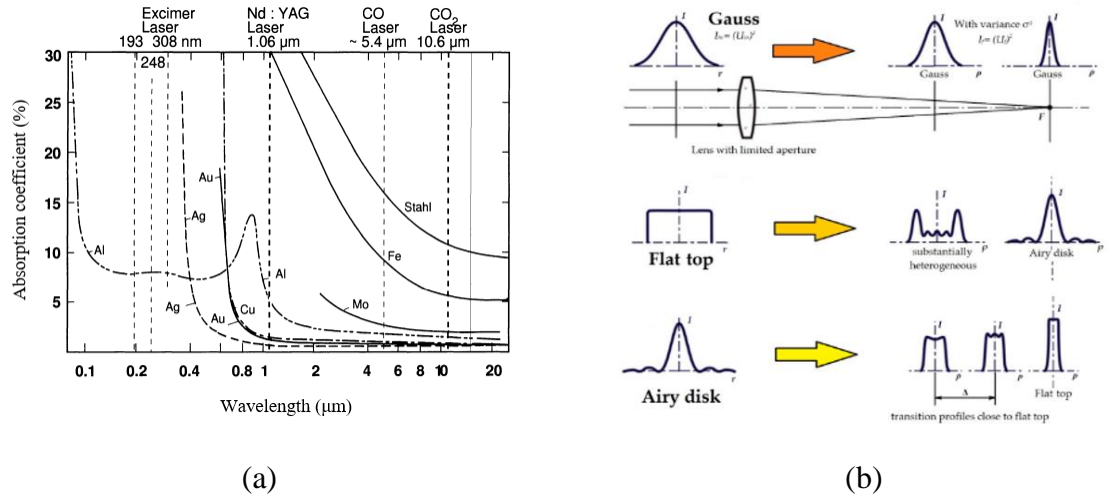 Excimer
Laser
193 308 nm
248
Nd : YAG
Laser
1.06 µm
CO
Laser
~ 5.4 µm
CO2
Laser
10.6 µm
Absorption coefficient (%)
30
25
20
15
10
5
Al
Ag
Au
Ag
Au
Cu
Al
Mo
Fe
Stahl
0.1 0.2 0.4 0.8 1 2 4 6 8 10 20
Wavelength (µm)
(a)
I
Gauss
r
I
Gauss
P
With variance σ²
I
Gauss
P
F
Lens with limited aperture
I
r
Flat top
I
P
substantially
heterogeneous
I
P
Airy disk
I
r
Airy disk
I
P
I
P
Δ
I
P
Flat top
transition profiles close to flat top
(b)